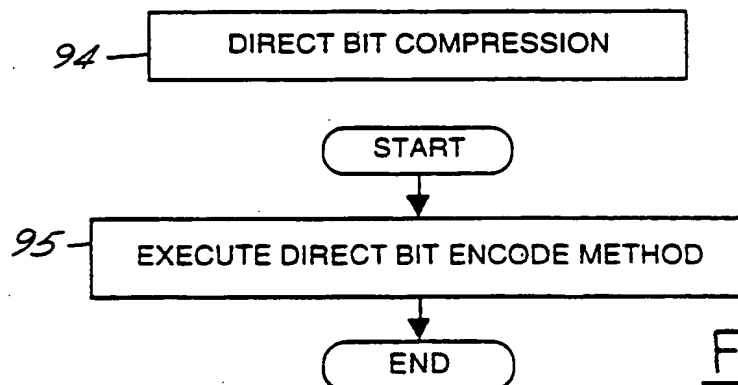 94 DIRECT BIT COMPRESSION
START
95 EXECUTE DIRECT BIT ENCODE METHOD
END
F